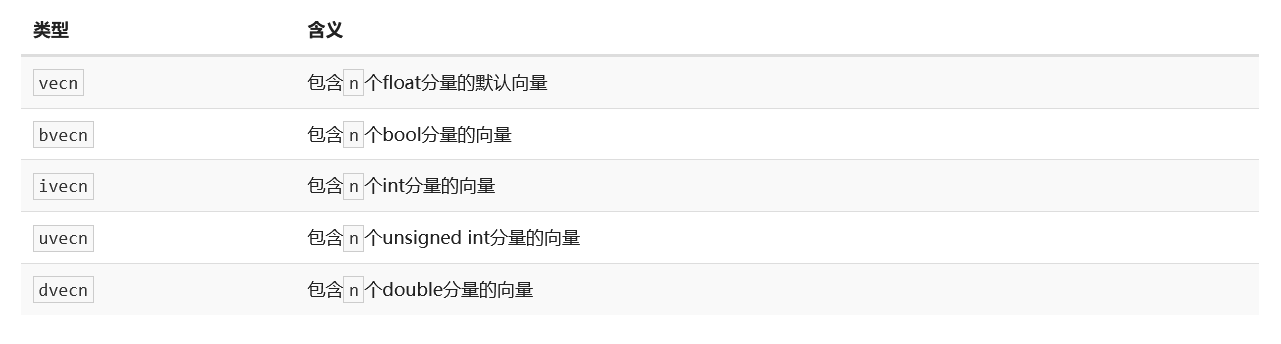 类型 含义
vecn 包含n个float分量的默认向量
bvecn 包含n个bool分量的向量
ivecn 包含n个int分量的向量
uvecn 包含n个unsigned int分量的向量
dvecn 包含n个double分量的向量